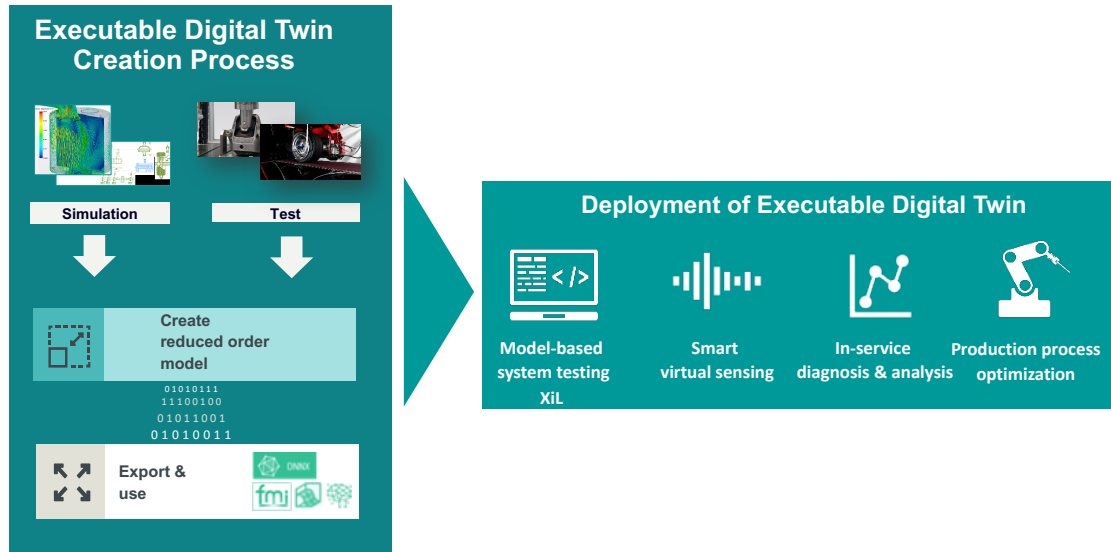 Executable Digital Twin
Creation Process
Simulation
Test
Create
reduced order
model
01010111
11100100
01011001
01010011
Export &
use
ONNX
fmi
Deployment of Executable Digital Twin
</>
Model-based
system testing
XiL
Smart
virtual sensing
In-service
diagnosis & analysis
Production process
optimization